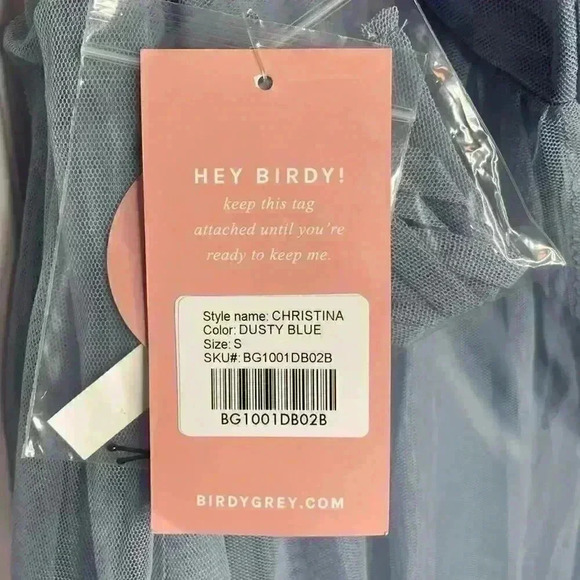 HEY BIRDY!
keep this tag
attached until you're
ready to keep me.
Style name: CHRISTINA
Color: DUSTY BLUE
Size: S
SKU#: BG1001DB02B
BG1001DB02B
BIRDYGREY.COM